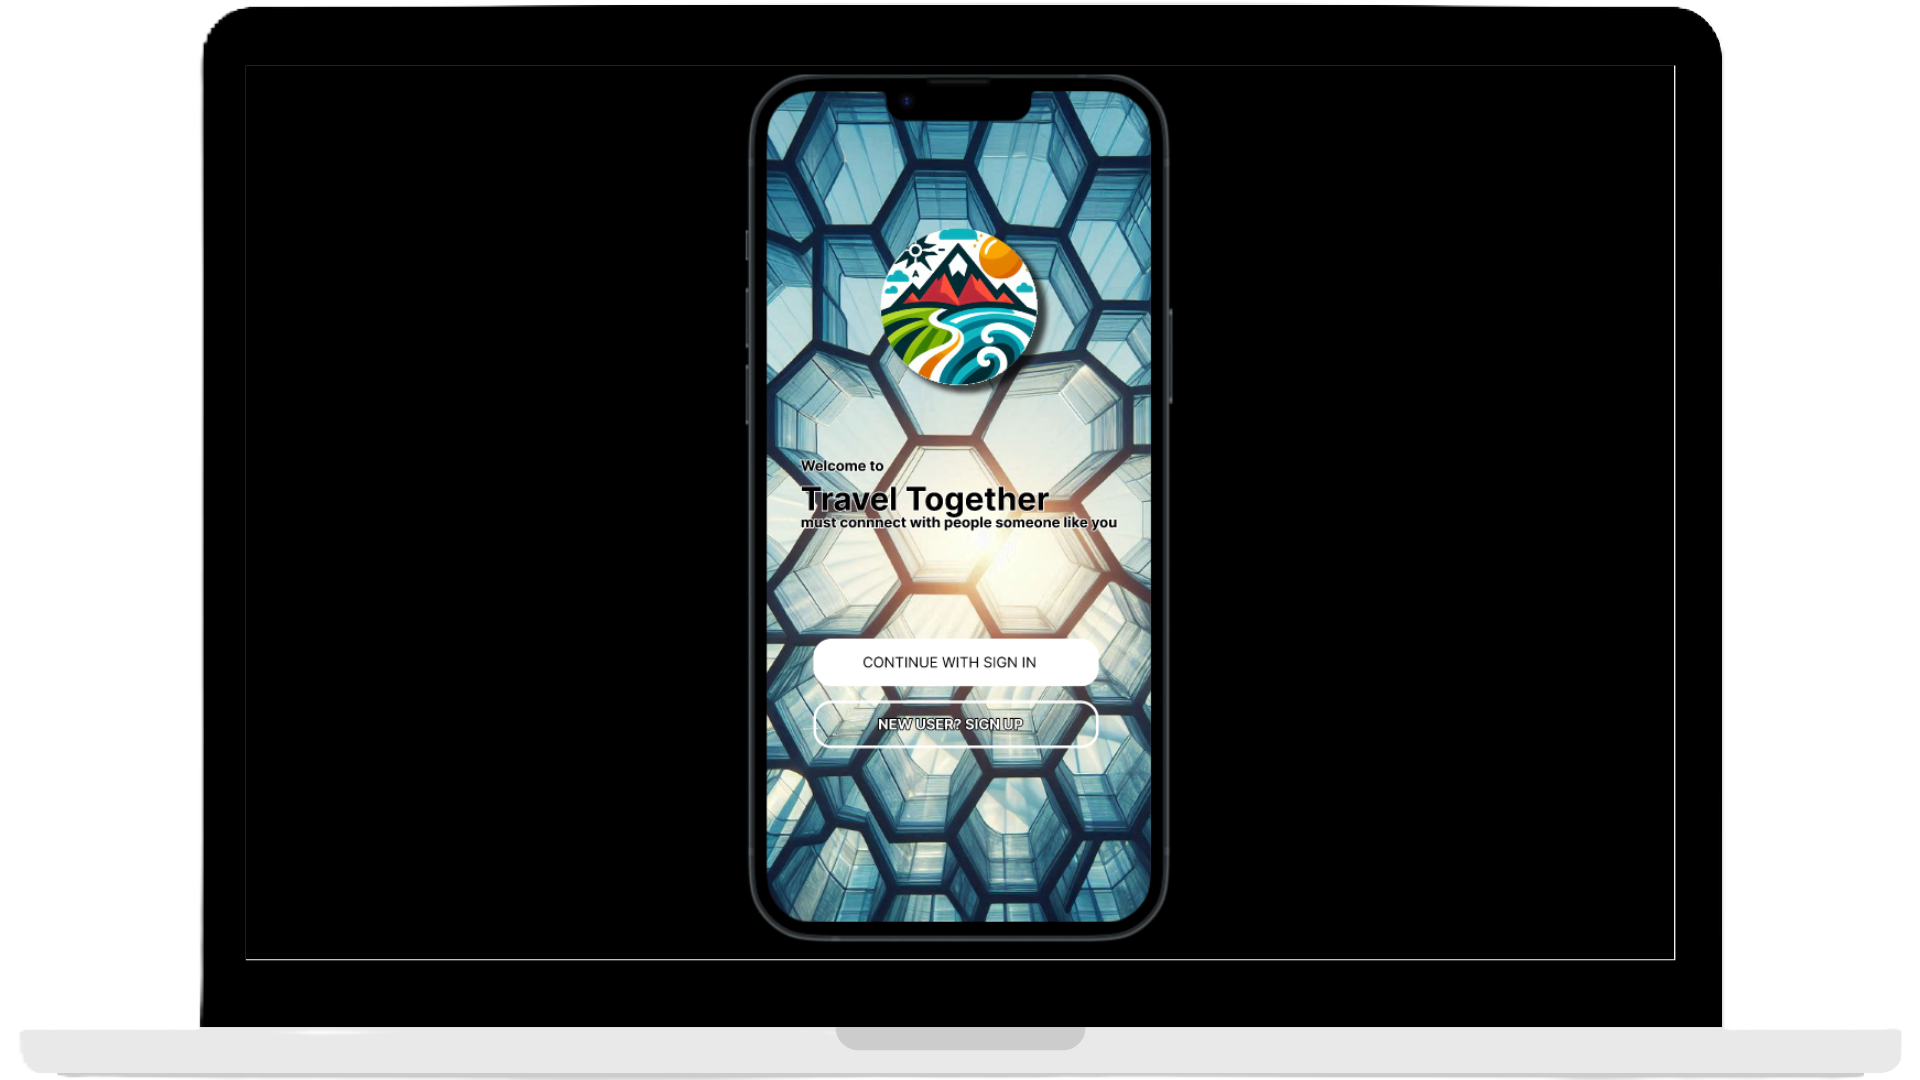 Welcome to
Travel Together
must connnect with people someone like you
CONTINUE WITH SIGN IN
NEW USER? SIGN UP